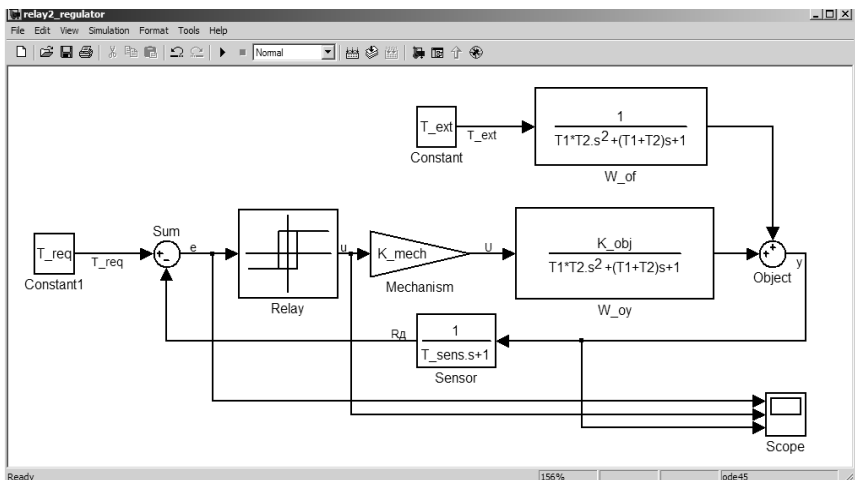 relay2_regulator
File Edit View Simulation Format Tools Help
Normal
T_ext
T_ext
Constant
1
T1*T2.s²+(T1+T2)s+1
W_of
Sum
T_req
T_req
Constant1
e
Relay
u
K_mech
Mechanism
U
K_obj
T1*T2.s²+(T1+T2)s+1
W_oy
Object
y
Rд
1
T_sens.s+1
Sensor
Scope
Ready 156% ode45